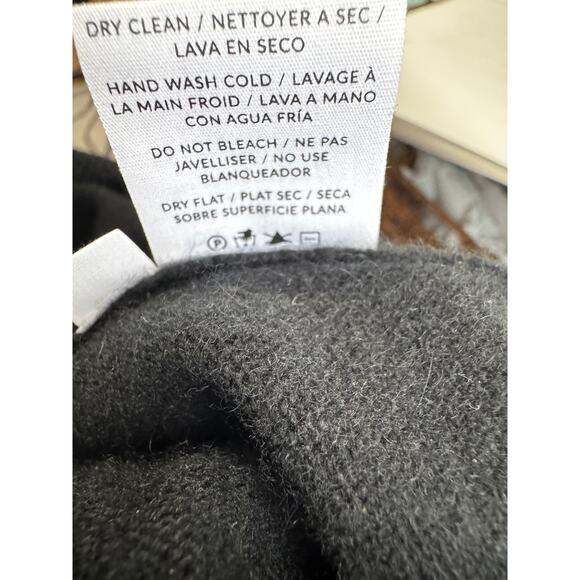 DRY CLEAN / NETTOYER A SEC /
LAVA EN SECO
HAND WASH COLD / LAVAGE À
LA MAIN FROID / LAVA A MANO
CON AGUA FRÍA
DO NOT BLEACH / NE PAS
JAVELLISER / NO USE
BLANQUEADOR
DRY FLAT / PLAT SEC / SECA
SOBRE SUPERFICIE PLANA
P